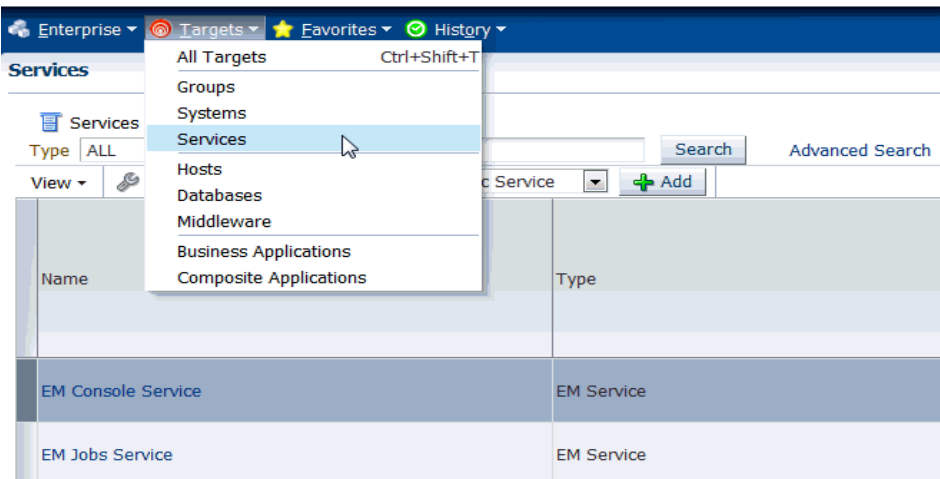 Enterprise Targets Favorites History
All Targets Ctrl+Shift+T
Services
Groups
Systems
Services
Services
Type ALL Search Advanced Search
Hosts
View Service Add
Databases
Middleware
Business Applications
Name Type
Composite Applications
EM Console Service EM Service
EM Jobs Service EM Service